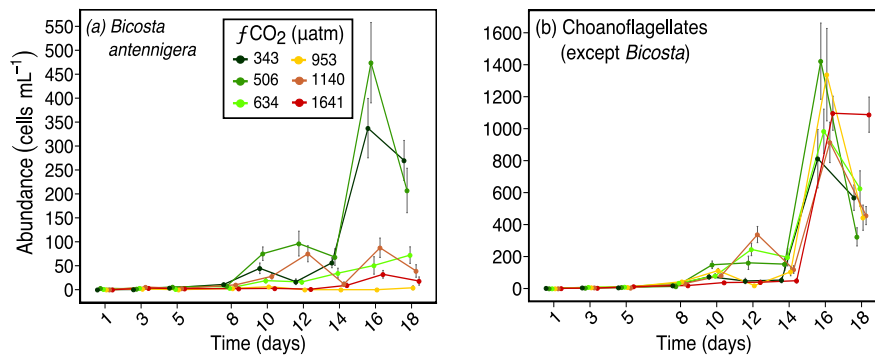 (a) Bicosta
antennigera
fCO2 (µatm)
343 953
506 1140
634 1641
Abundance (cells mL−1)
550
500
450
400
350
300
250
200
150
100
50
0
1 3 5 8 10 12 14 16 18
Time (days)
(b) Choanoflagellates
(except Bicosta)
1600
1400
1200
1000
800
600
400
200
0
1 3 5 8 10 12 14 16 18
Time (days)